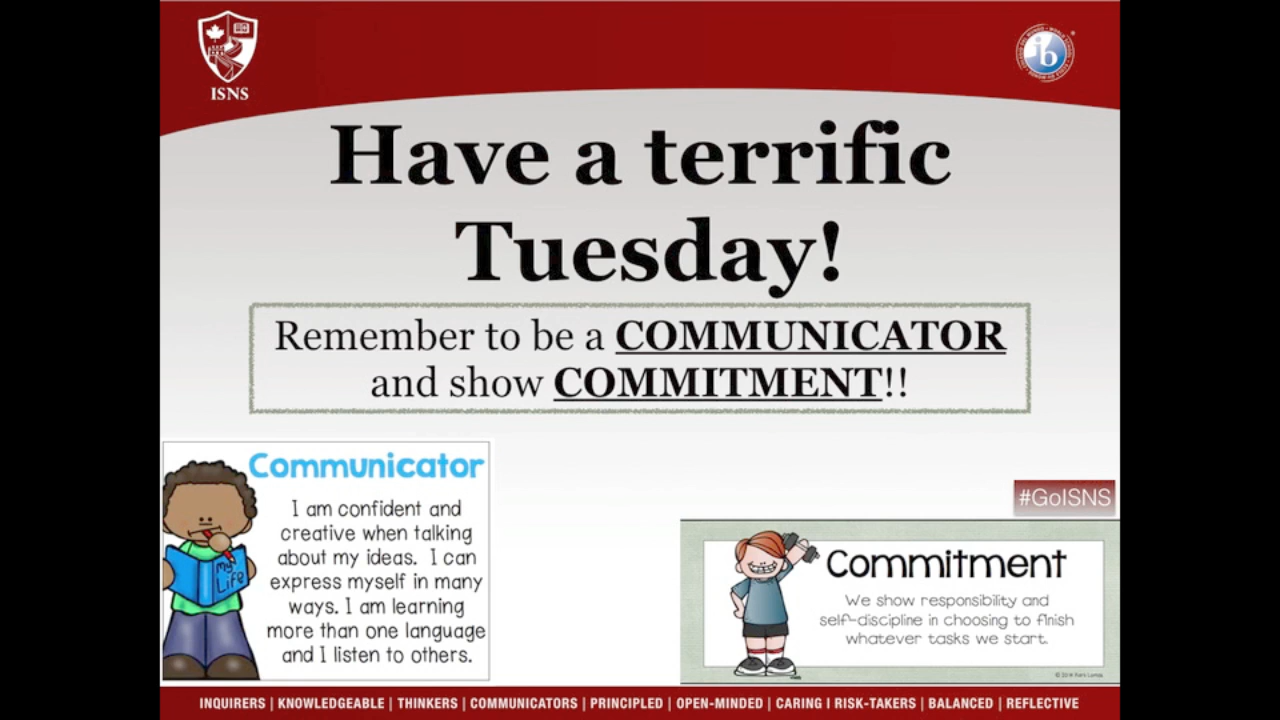 ISNS
ib
Have a terrific
Tuesday!
Remember to be a COMMUNICATOR
and show COMMITMENT!!
Communicator
I am confident and
creative when talking
about my ideas. I can
express myself in many
ways. I am learning
more than one language
and I listen to others.
My
Life
#GoISNS
Commitment
We show responsibility and
self-discipline in choosing to finish
whatever tasks we start.
INQUIRERS | KNOWLEDGEABLE | THINKERS | COMMUNICATORS | PRINCIPLED | OPEN-MINDED | CARING I RISK-TAKERS | BALANCED | REFLECTIVE